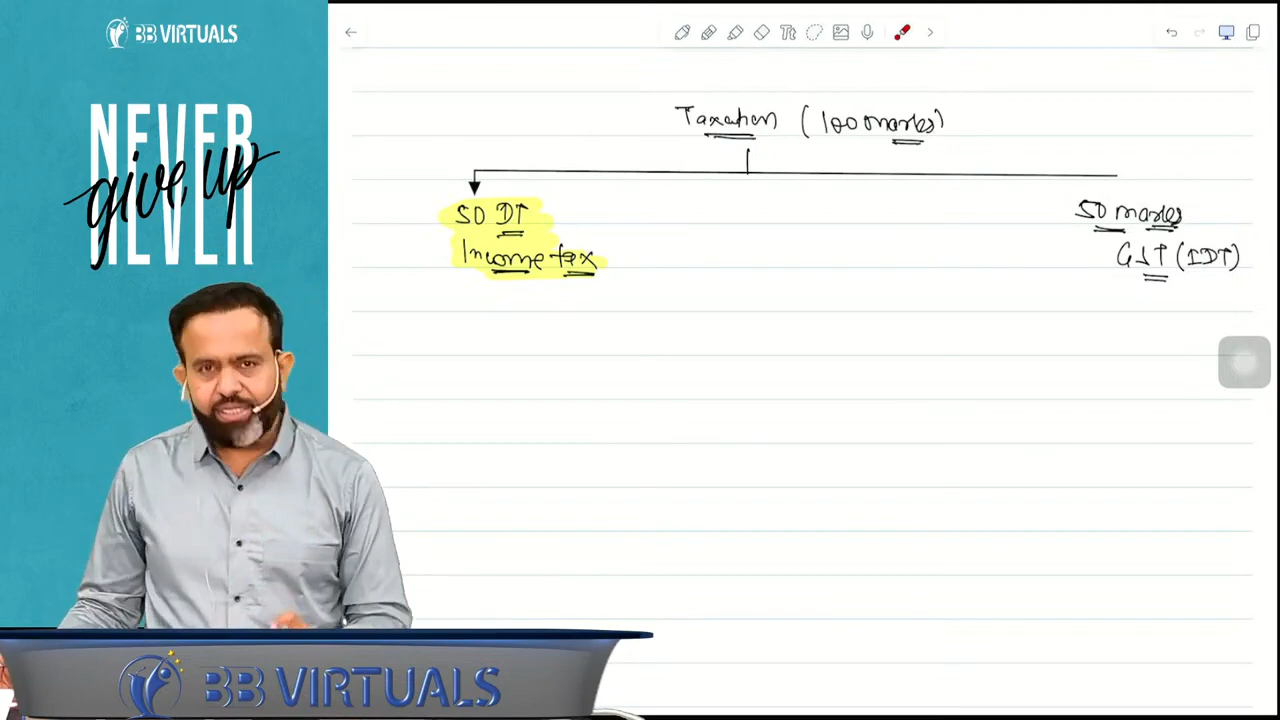 BB VIRTUALS
NEVER
give up
NEVER
Taxation (100 marks)
50 DT
Income tax
50 marks
GST (IDT)
BB VIRTUALS